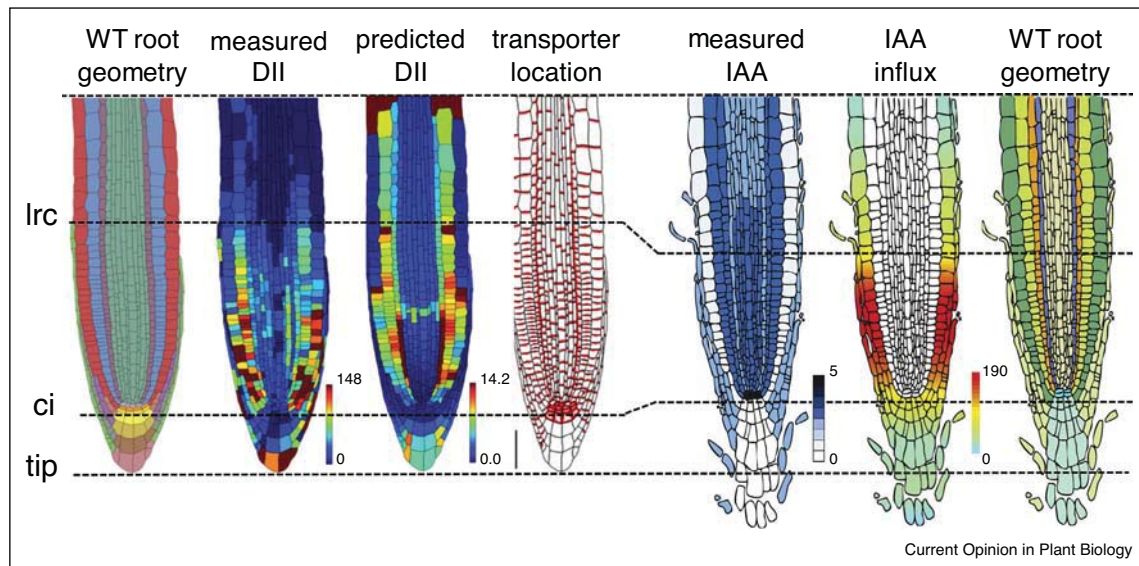 WT root
geometry
measured
DII
predicted
DII
transporter
location
measured
IAA
IAA
influx
WT root
geometry
lrc
ci
tip
148
0
14.2
0.0
5
0
190
0
Current Opinion in Plant Biology